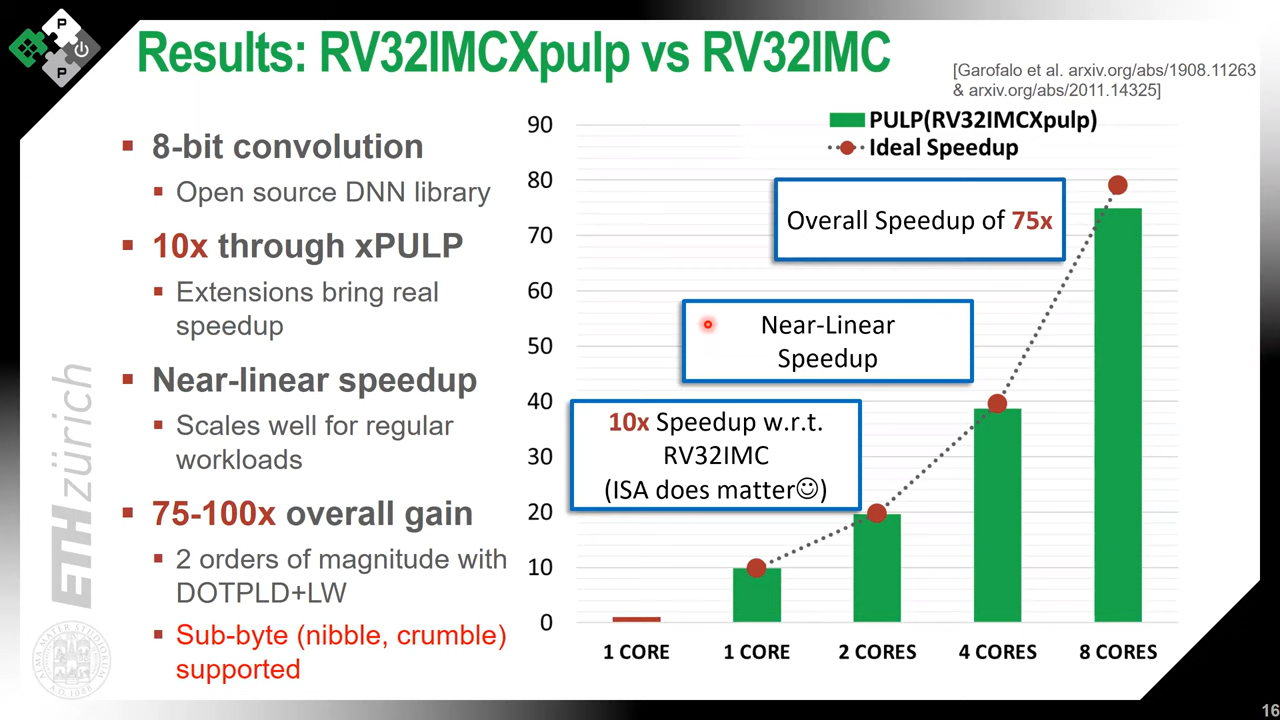 P
P
Results: RV32IMCXpulp vs RV32IMC
[Garofalo et al. arxiv.org/abs/1908.11263
& arxiv.org/abs/2011.14325]
8-bit convolution
Open source DNN library
10x through xPULP
Extensions bring real
speedup
Near-linear speedup
Scales well for regular
workloads
75-100x overall gain
2 orders of magnitude with
DOTPLD+LW
Sub-byte (nibble, crumble)
supported
PULP(RV32IMCXpulp)
Ideal Speedup
90
80
70
60
50
40
30
20
10
0
Overall Speedup of 75x
Near-Linear
Speedup
10x Speedup w.r.t.
RV32IMC
(ISA does matter☺)
1 CORE
1 CORE
2 CORES
4 CORES
8 CORES
ETH zürich
ALMA MATER STUDIORUM
A.D. 1088
16